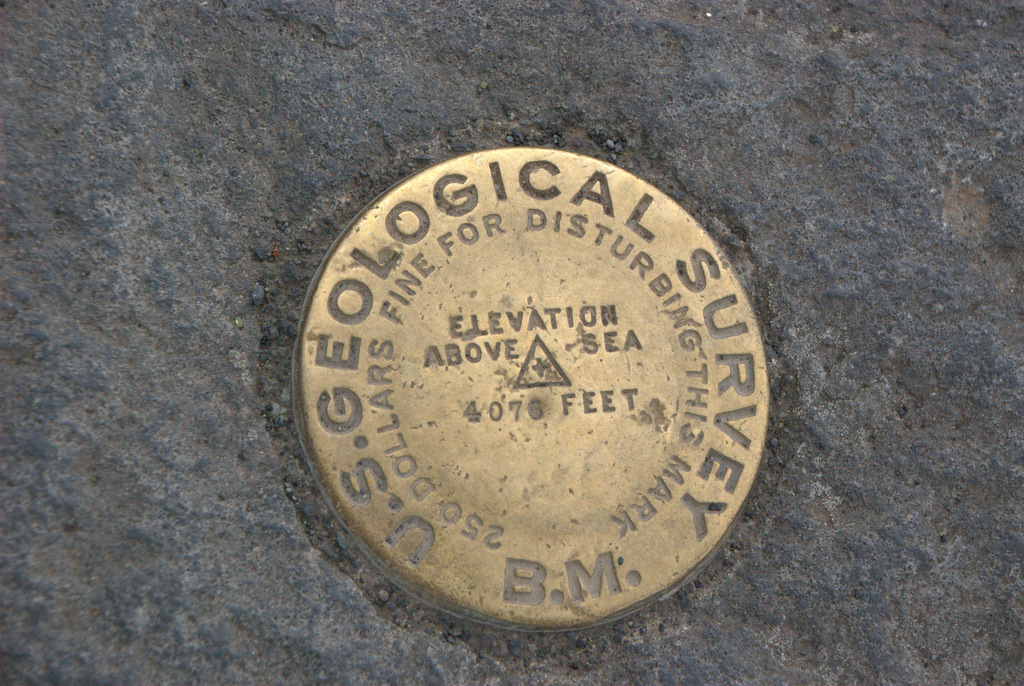 U.S. GEOLOGICAL SURVEY
250 DOLLARS FINE FOR DISTURBING THIS MARK
ELEVATION
ABOVE SEA
FEET
B.M.